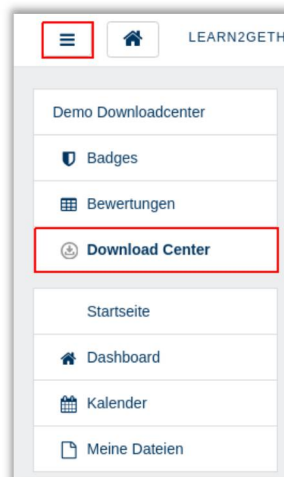 LEARN2GETH
Demo Downloadcenter
Badges
Bewertungen
Download Center
Startseite
Dashboard
Kalender
Meine Dateien